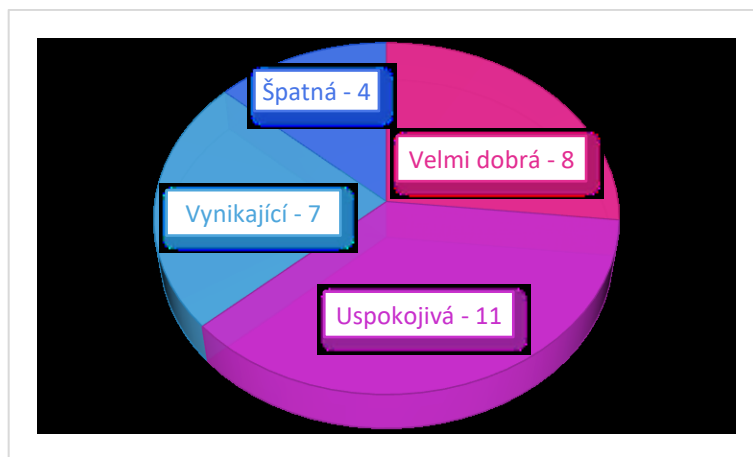 Špatná - 4
Velmi dobrá - 8
Vynikající - 7
Uspokojivá - 11